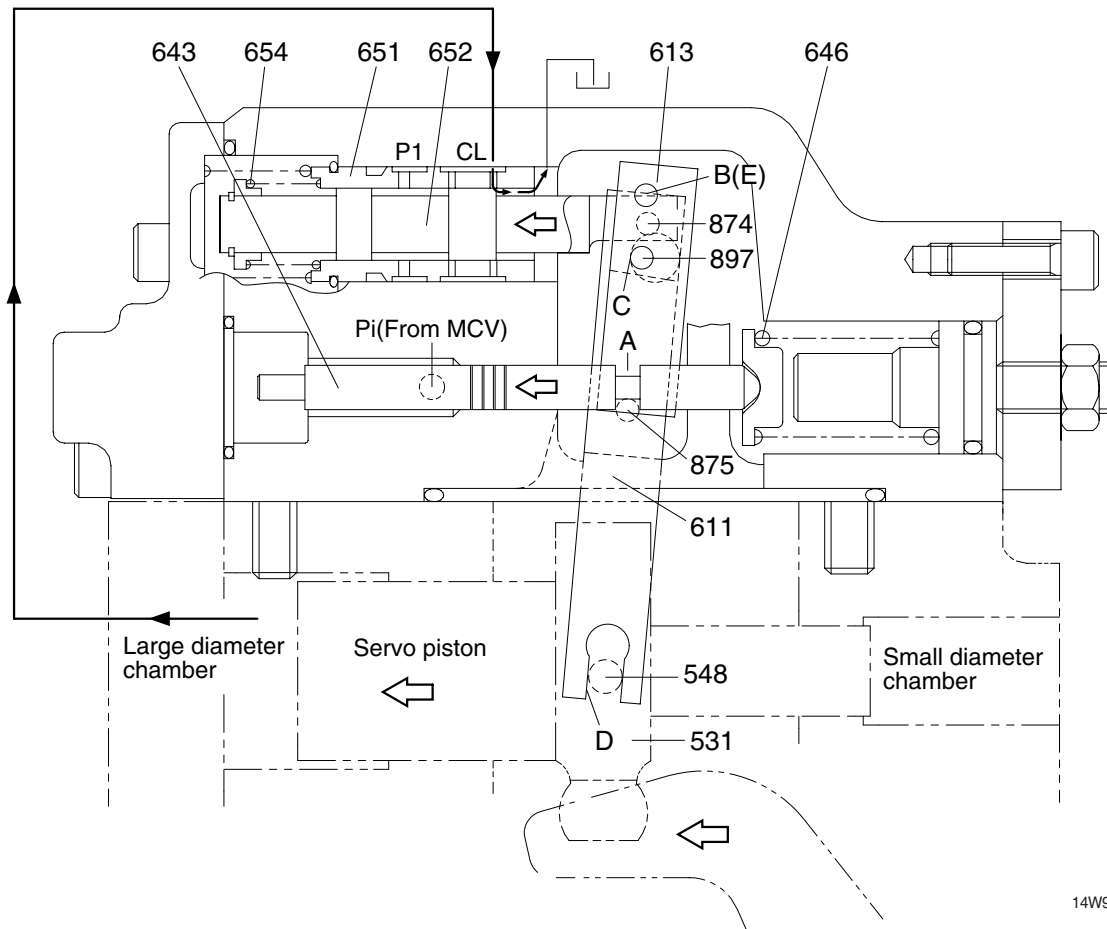 643 654 651 652 613 646
P1 CL
B(E)
874
897
C
Pi(From MCV)
A
875
611
Large diameter
chamber
Servo piston
Small diameter
chamber
548
D
531
14W9